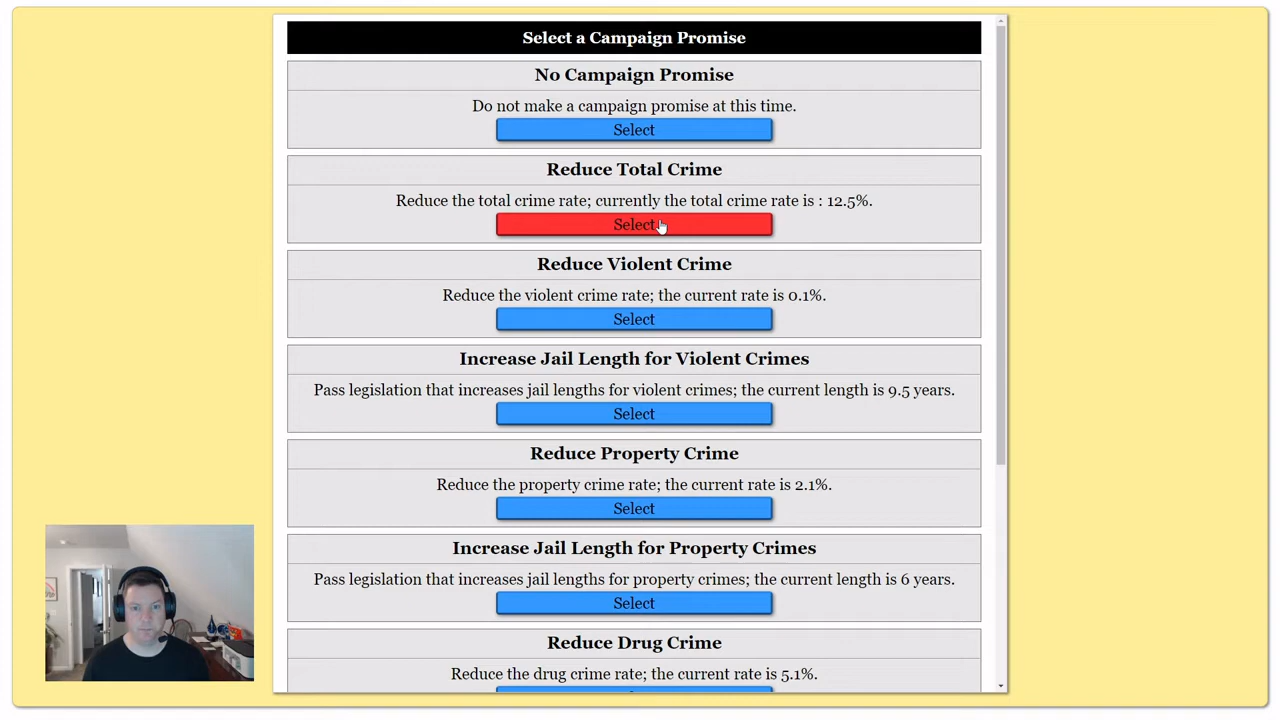 Select a Campaign Promise
No Campaign Promise
Do not make a campaign promise at this time.
Select
Reduce Total Crime
Reduce the total crime rate; currently the total crime rate is : 12.5%.
Select
Reduce Violent Crime
Reduce the violent crime rate; the current rate is 0.1%.
Select
Increase Jail Length for Violent Crimes
Pass legislation that increases jail lengths for violent crimes; the current length is 9.5 years.
Select
Reduce Property Crime
Reduce the property crime rate; the current rate is 2.1%.
Select
Increase Jail Length for Property Crimes
Pass legislation that increases jail lengths for property crimes; the current length is 6 years.
Select
Reduce Drug Crime
Reduce the drug crime rate; the current rate is 5.1%.